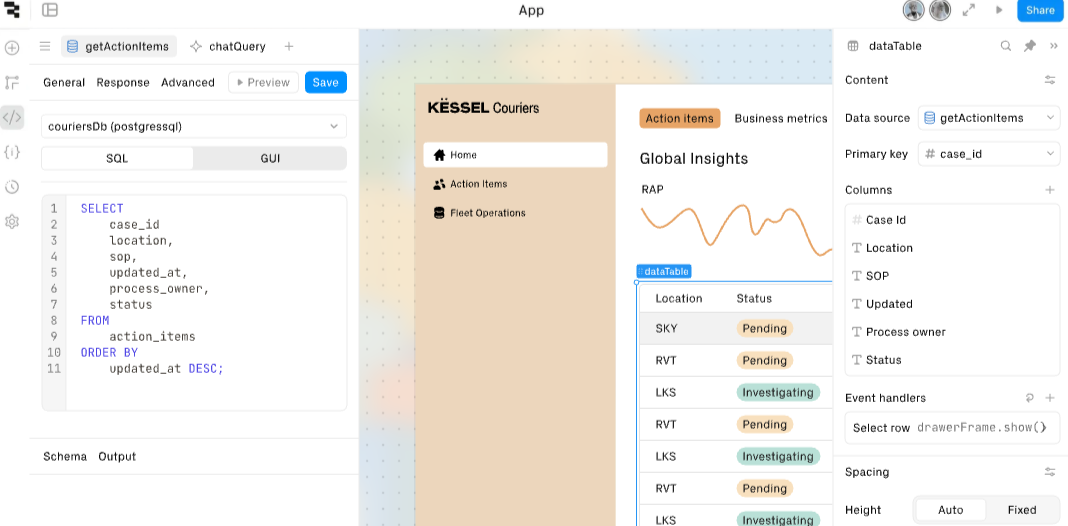 App
Share
getActionItems
chatQuery
General Response Advanced Preview Save
couriersDb (postgressql)
SQL GUI
1 SELECT
2 case_id
3 location,
4 sop,
5 updated_at,
6 process_owner,
7 status
8 FROM
9 action_items
10 ORDER BY
11 updated_at DESC;
Schema Output
KËSSEL Couriers
Home
Action Items
Fleet Operations
Action items Business metrics
Global Insights
RAP
dataTable
Location Status
SKY Pending
RVT Pending
LKS Investigating
RVT Pending
LKS Investigating
RVT Pending
LKS Investigating
dataTable
Content
Data source getActionItems
Primary key # case_id
Columns
# Case Id
T Location
T SOP
T Updated
T Process owner
T Status
Event handlers
Select row drawerFrame.show()
Spacing
Height Auto Fixed